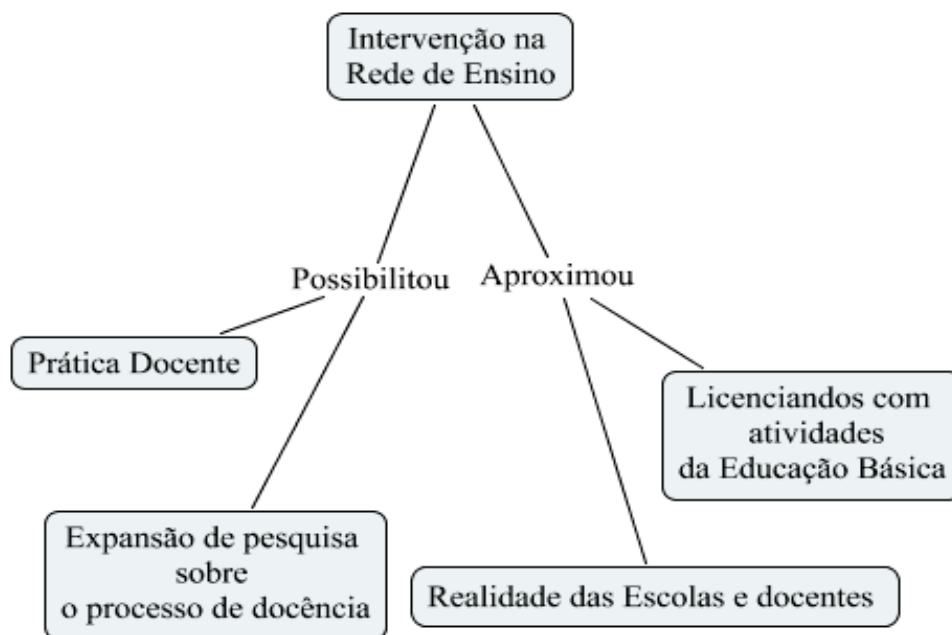 Intervenção na
Rede de Ensino
Possibilitou
Aproximou
Prática Docente
Licenciandos com
atividades
da Educação Básica
Expansão de pesquisa
sobre
o processo de docência
Realidade das Escolas e docentes